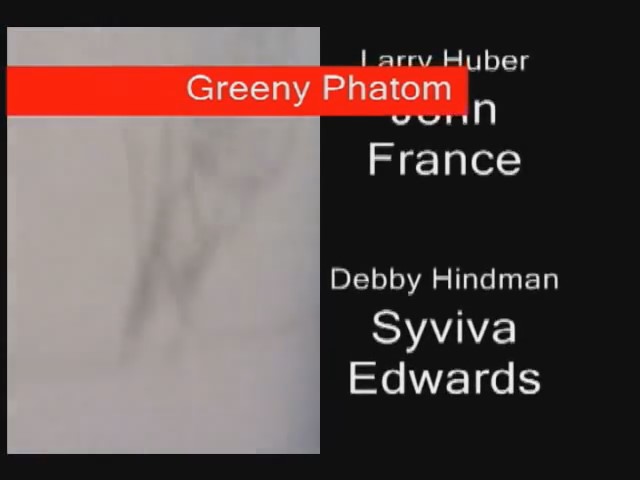 Larry Huber
Greeny Phatom
John
France
Debby Hindman
Syviva
Edwards